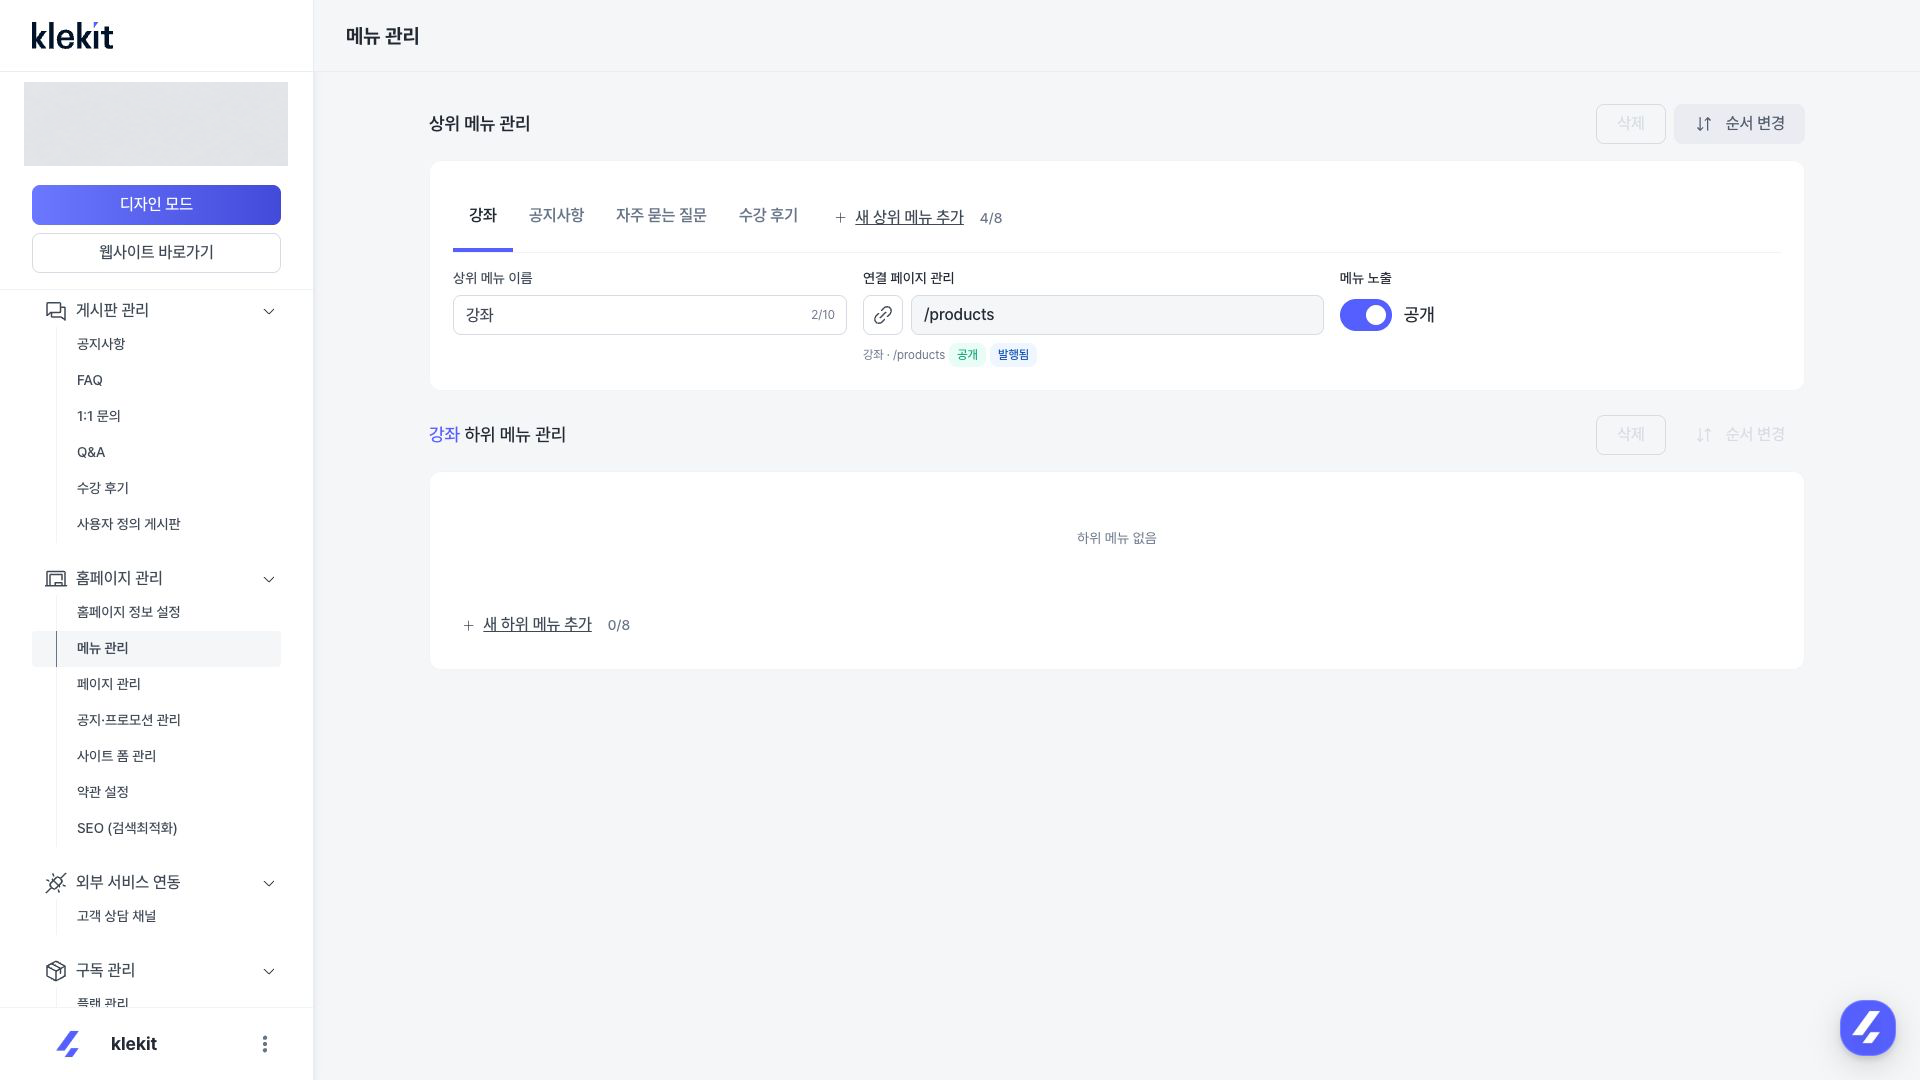 klekit
메뉴 관리
디자인 모드
웹사이트 바로가기
게시판 관리
공지사항
FAQ
1:1 문의
Q&A
수강 후기
사용자 정의 게시판
홈페이지 관리
홈페이지 정보 설정
메뉴 관리
페이지 관리
공지·프로모션 관리
사이트 폼 관리
약관 설정
SEO (검색최적화)
외부 서비스 연동
고객 상담 채널
구독 관리
플랜 관리
klekit
상위 메뉴 관리
삭제
순서 변경
강좌 공지사항 자주 묻는 질문 수강 후기 + 새 상위 메뉴 추가 4/8
상위 메뉴 이름 연결 페이지 관리 메뉴 노출
강좌 2/10 /products 공개
강좌 · /products 공개 발행됨
강좌 하위 메뉴 관리
삭제
순서 변경
하위 메뉴 없음
+ 새 하위 메뉴 추가 0/8